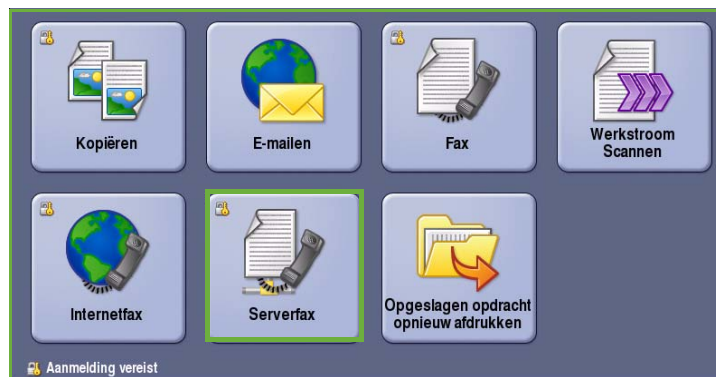 Kopiëren
E-mailen
Fax
Werkstroom
Scannen
Internetfax
Serverfax
Opgeslagen opdracht
opnieuw afdrukken
Aanmelding vereist